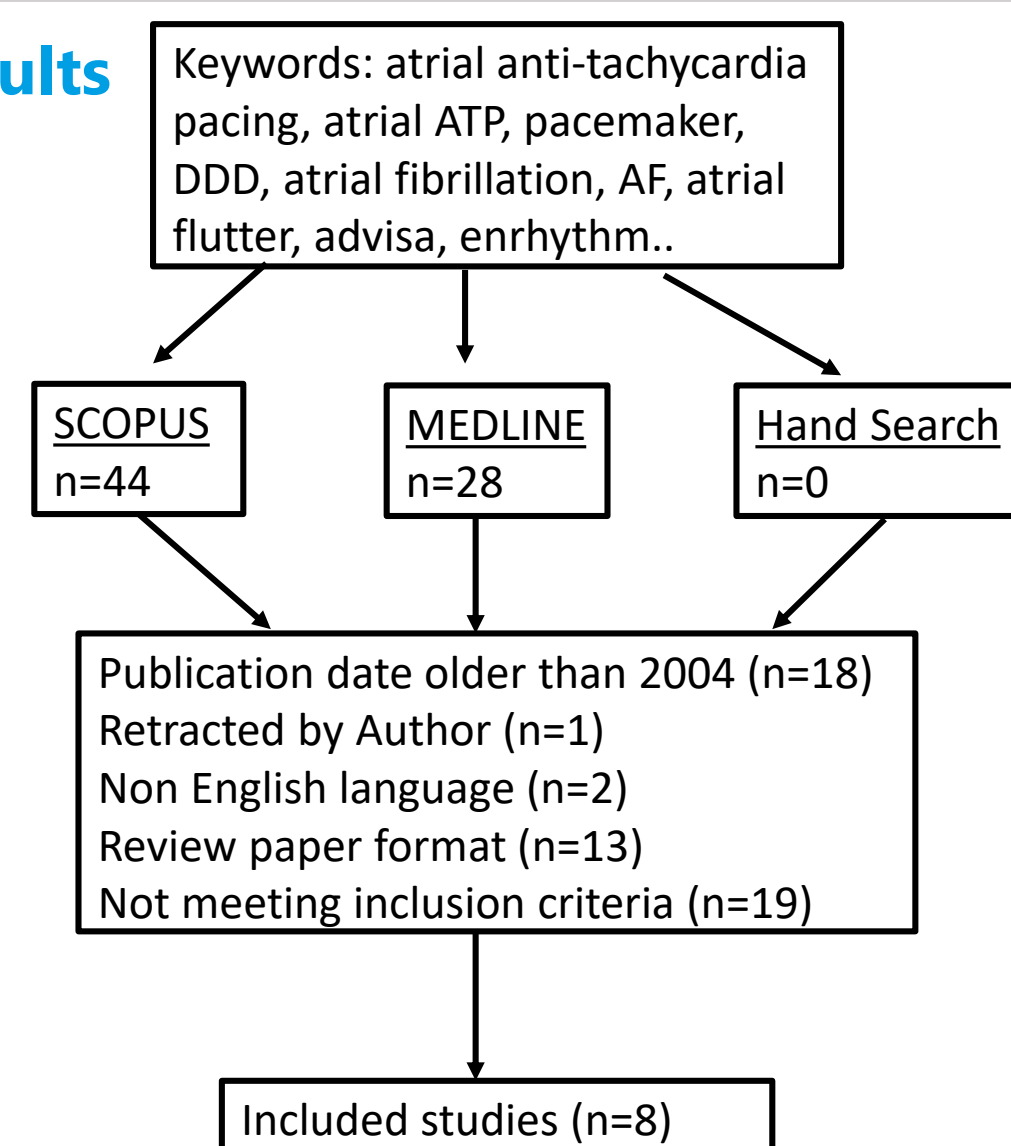 ults
Keywords: atrial anti-tachycardia
pacing, atrial ATP, pacemaker,
DDD, atrial fibrillation, AF, atrial
flutter, advisa, enrhythm..
SCOPUS
n=44
MEDLINE
n=28
Hand Search
n=0
Publication date older than 2004 (n=18)
Retracted by Author (n=1)
Non English language (n=2)
Review paper format (n=13)
Not meeting inclusion criteria (n=19)
Included studies (n=8)